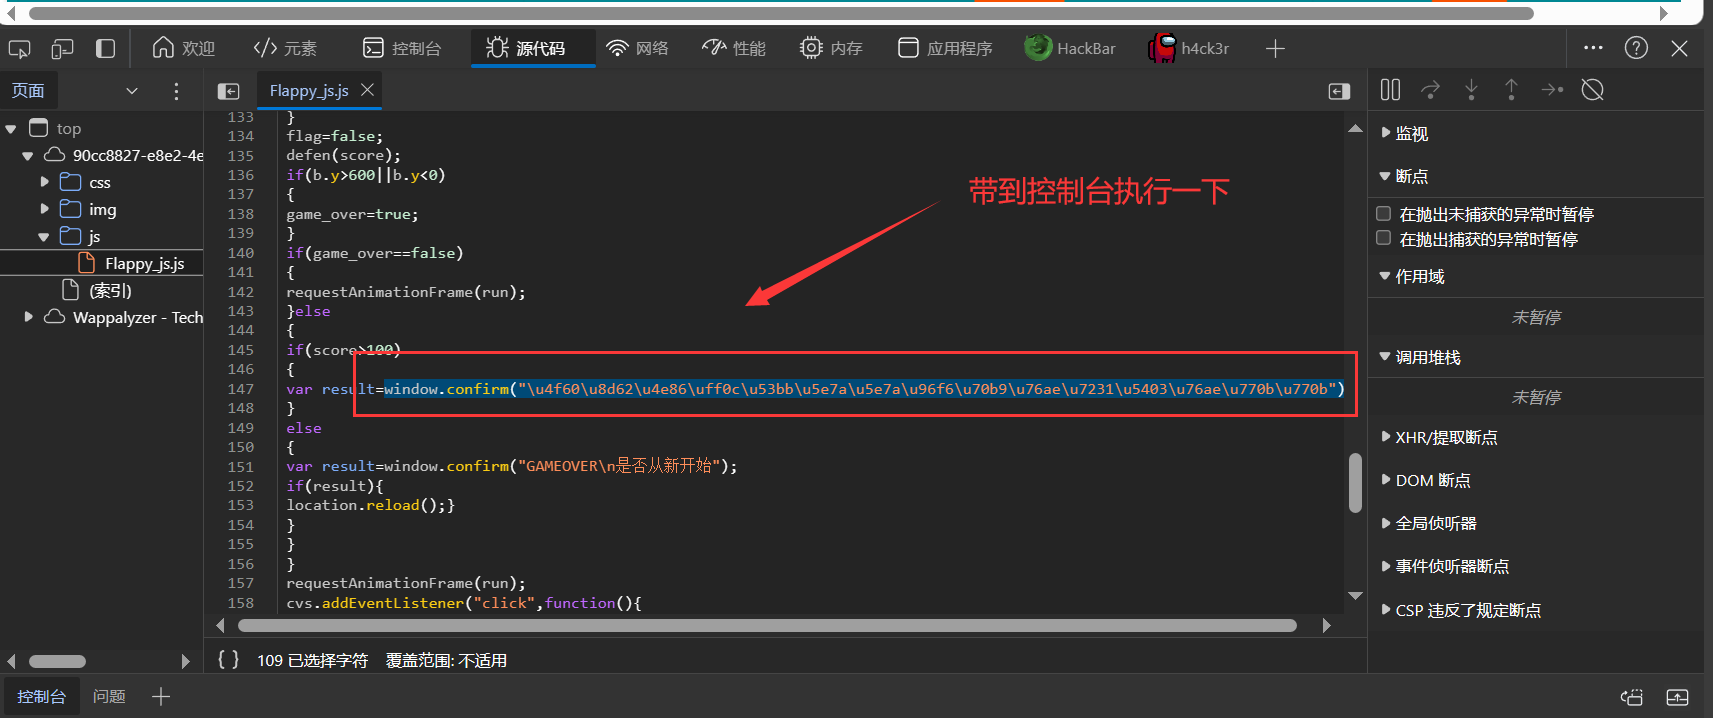 欢迎 元素 控制台 源代码 网络 性能 内存 应用程序 HackBar h4ck3r
页面 Flappy_js.js
top
90cc8827-e8e2-4e
css
img
js
Flappy_js.js
(索引)
Wappalyzer - Tech
133 }
134 flag=false;
135 defen(score);
136 if(b.y>600||b.y<0)
137 {
138 game_over=true;
139 }
140 if(game_over==false)
141 {
142 requestAnimationFrame(run);
143 }else
144 {
145 if(score>100)
146 {
147 var result=window.confirm("\u4f60\u8d62\u4e86\uff0c\u53bb\u5e7a\u5e7a\u96f6\u70b9\u76ae\u7231\u5403\u76ae\u770b\u770b")
148 }
149 else
150 {
151 var result=window.confirm("GAMEOVER\n是否从新开始");
152 if(result){
153 location.reload();}
154 }
155 }
156 }
157 requestAnimationFrame(run);
158 cvs.addEventListener("click",function(){
带到控制台执行一下
{ } 109 已选择字符 覆盖范围: 不适用
监视
断点
在抛出未捕获的异常时暂停
在抛出捕获的异常时暂停
作用域
未暂停
调用堆栈
未暂停
XHR/提取断点
DOM 断点
全局侦听器
事件侦听器断点
CSP 违反了规定断点
控制台 问题